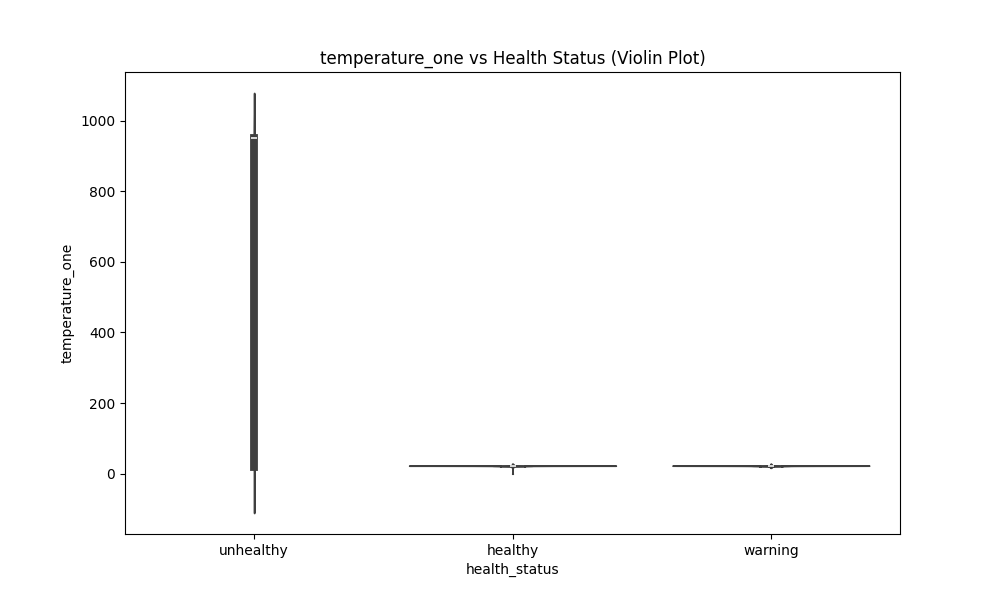 temperature_one vs Health Status (Violin Plot)
1000
800
600
400
200
0
temperature_one
unhealthy
healthy
warning
health_status